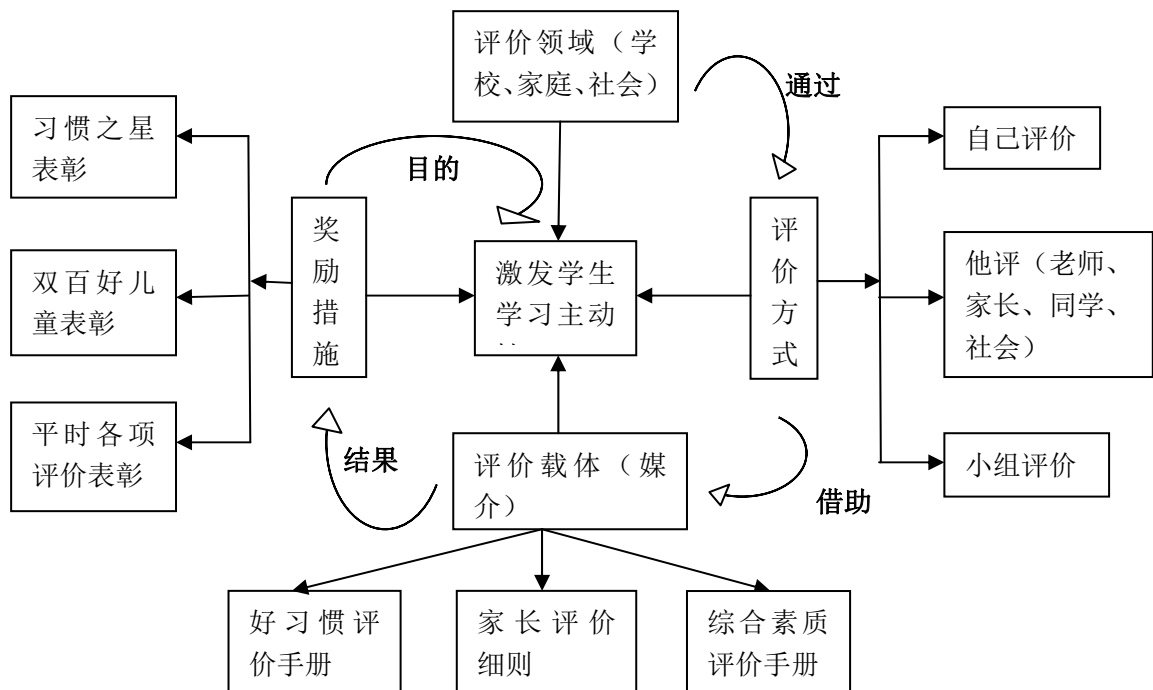 评价领域（学
校、家庭、社会）
通过
习惯之星
表彰
目的
自己评价
奖
励
措
施
评
价
方
式
双百好儿
童表彰
激发学生
学习主动
他评（老师、
家长、同学、
社会）
平时各项
评价表彰
结果
评价载体（媒
介）
借助
小组评价
好习惯评
价手册
家长评价
细则
综合素质
评价手册